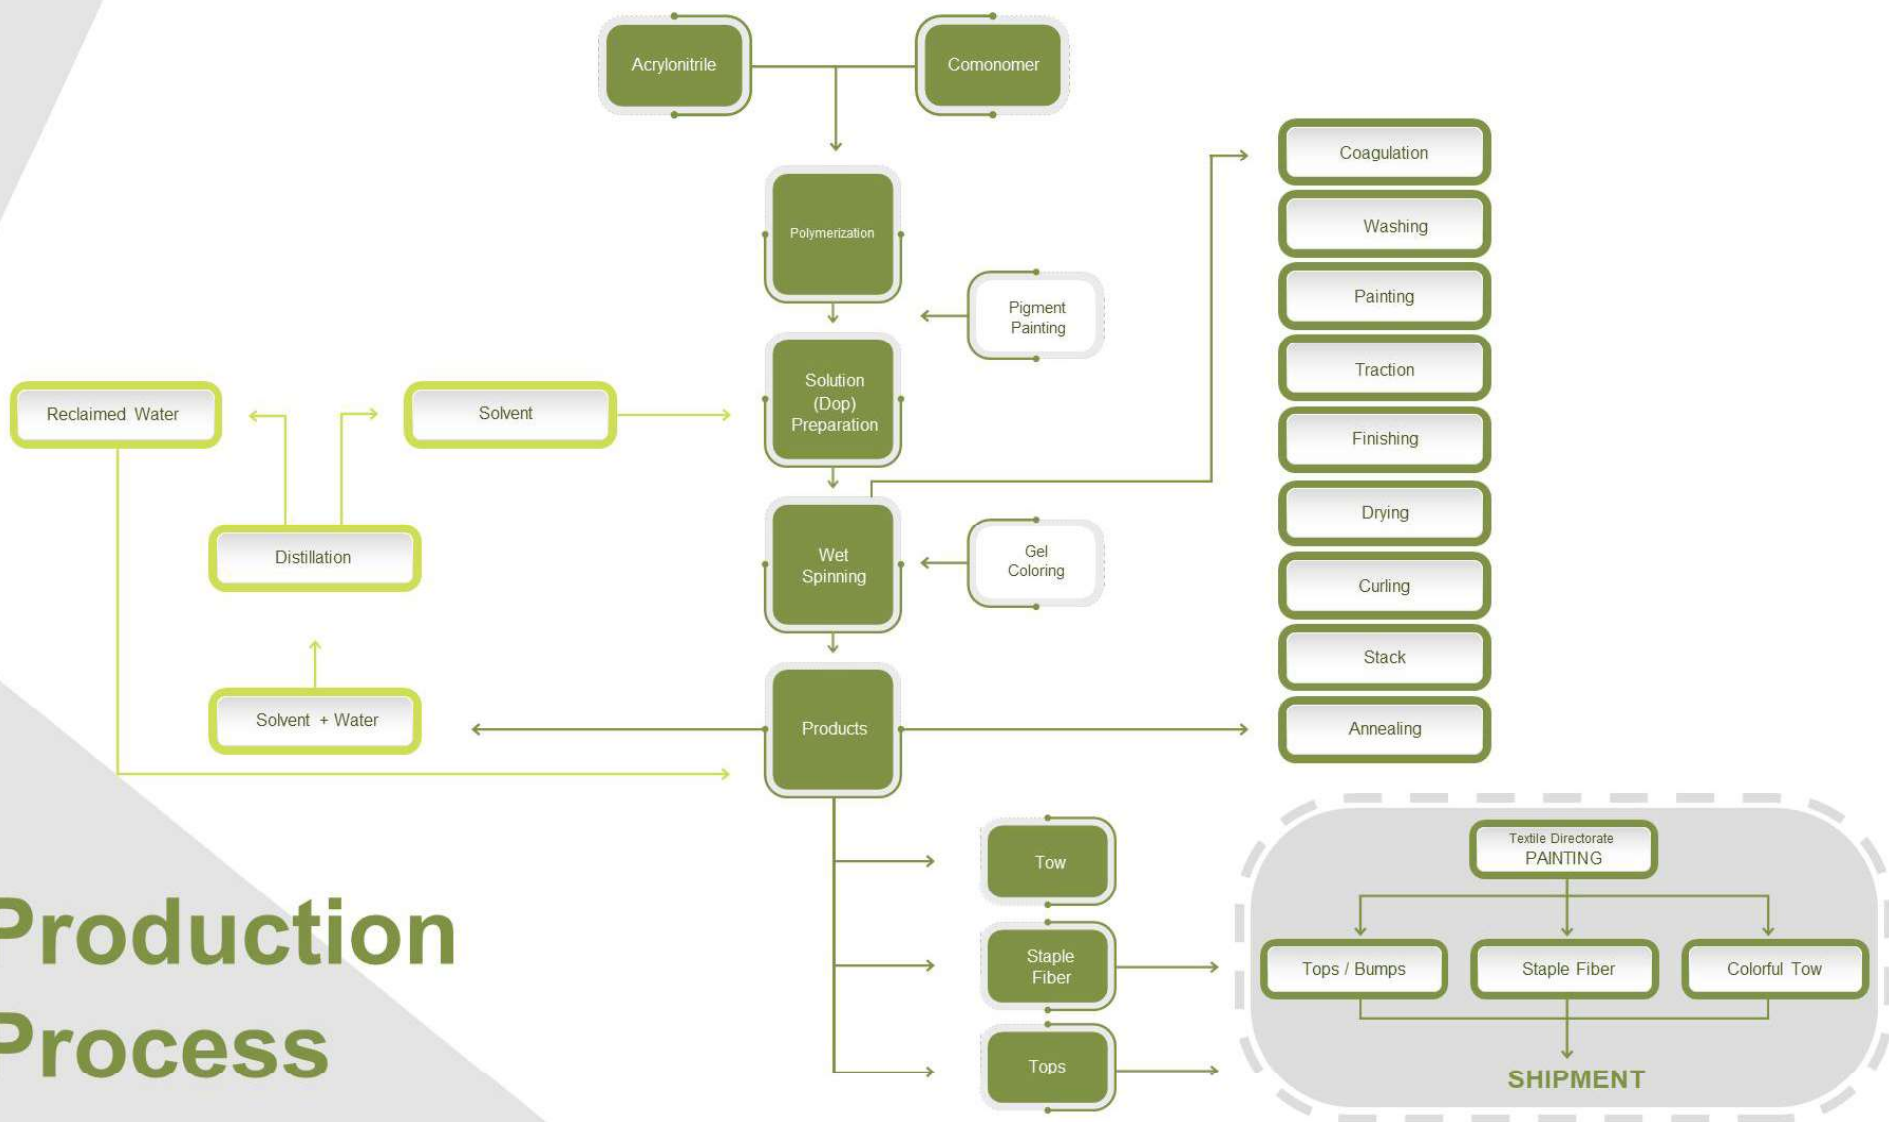 Acrylonitrile
Comonomer
Polymerization
Pigment
Painting
Solution
(Dop)
Preparation
Reclaimed Water
Solvent
Distillation
Wet
Spinning
Gel
Coloring
Solvent + Water
Products
Coagulation
Washing
Painting
Traction
Finishing
Drying
Curling
Stack
Annealing
Tow
Staple
Fiber
Tops
Textile Directorate
PAINTING
Tops / Bumps
Staple Fiber
Colorful Tow
SHIPMENT
Production
Process